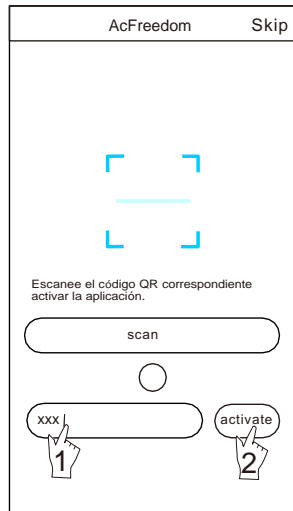 AcFreedom Skip
Escanee el código QR correspondiente
activar la aplicación.
scan
xxx
activate
1
2